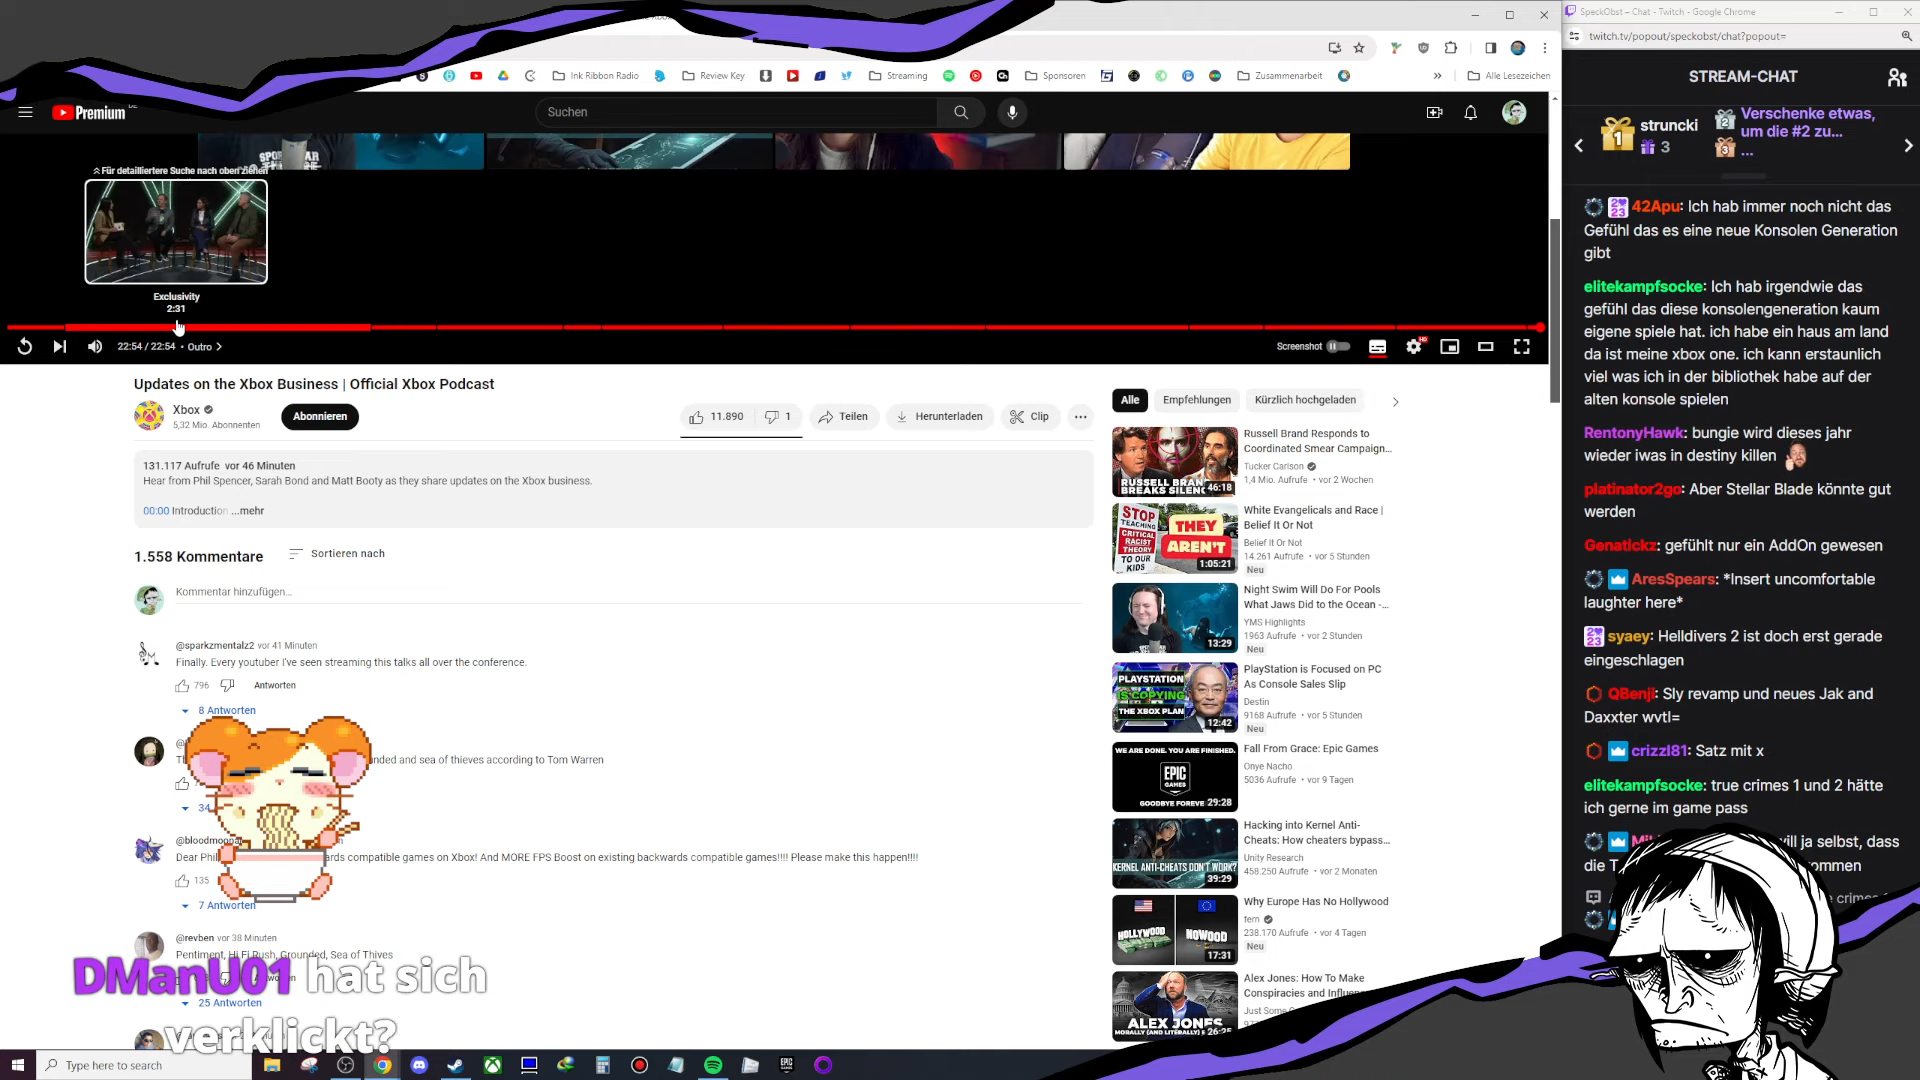 SpeckObst – Chat - Twitch - Google Chrome
twitch.tv/popout/speckobst/chat?popout=
Ink Ribbon Radio
Review Key
Streaming
Sponsoren
Zusammenarbeit
»
Alle Lesezeichen
Premium
Suchen
Für detailliertere Suche nach oben ziehen
Exclusivity
2:31
22:54 / 22:54 • Outro
Screenshot
Updates on the Xbox Business | Official Xbox Podcast
Xbox
5,32 Mio. Abonnenten
Abonnieren
11.890
1
Teilen
Herunterladen
Clip
131.117 Aufrufe vor 46 Minuten
Hear from Phil Spencer, Sarah Bond and Matt Booty as they share updates on the Xbox business.
00:00 Introduction ...mehr
1.558 Kommentare
Sortieren nach
Kommentar hinzufügen...
@sparkzmentalz2 vor 41 Minuten
Finally. Every youtuber I've seen streaming this talks all over the conference.
796
Antworten
8 Antworten
nded and sea of thieves according to Tom Warren
34
@bloodmoon
Dear Phil
rds compatible games on Xbox! And MORE FPS Boost on existing backwards compatible games!!!! Please make this happen!!!!
135
7 Antworten
@revben vor 38 Minuten
Pentiment, Hi Fi Rush, Grounded, Sea of Thieves
25 Antworten
DManU01 hat sich
verklickt?
Alle
Empfehlungen
Kürzlich hochgeladen
RUSSELL BRAND
BREAKS SILENC
46:18
Russell Brand Responds to
Coordinated Smear Campaign...
Tucker Carlson
1,4 Mio. Aufrufe • vor 2 Wochen
STOP
TEACHING
CRITICAL
RACIST
THEORY
TO OUR
KIDS
THEY
AREN'T
1:05:21
White Evangelicals and Race |
Belief It Or Not
Belief It Or Not
14.261 Aufrufe • vor 5 Stunden
Neu
13:29
Night Swim Will Do For Pools
What Jaws Did to the Ocean -...
YMS Highlights
1963 Aufrufe • vor 2 Stunden
Neu
PLAYSTATION
IS COPYING
THE XBOX PLAN
12:42
PlayStation is Focused on PC
As Console Sales Slip
Destin
9168 Aufrufe • vor 5 Stunden
Neu
WE ARE DONE. YOU ARE FINISHED.
EPIC
GAMES
GOODBYE FOREVE
29:28
Fall From Grace: Epic Games
Onye Nacho
5036 Aufrufe • vor 9 Tagen
KERNEL ANTI-CHEATS DON'T WORK?
39:29
Hacking into Kernel Anti-
Cheats: How cheaters bypass...
Unity Research
458.250 Aufrufe • vor 2 Monaten
HOLLYWOOD
NOWOOD
17:31
Why Europe Has No Hollywood
fern
238.170 Aufrufe • vor 4 Tagen
Neu
ALEX JONES
MORALLY (AND LITERALLY)
26:25
Alex Jones: How To Make
Conspiracies and Influen
Just Some
STREAM-CHAT
1
struncki
3
2
Verschenke etwas,
um die #2 zu...
3
...
42Apu: Ich hab immer noch nicht das
Gefühl das es eine neue Konsolen Generation
gibt
elitekampfsocke: Ich hab irgendwie das
gefühl das diese konsolengeneration kaum
eigene spiele hat. ich habe ein haus am land
da ist meine xbox one. ich kann erstaunlich
viel was ich in der bibliothek habe auf der
alten konsole spielen
RentonyHawk: bungie wird dieses jahr
wieder iwas in destiny killen
platinator2go: Aber Stellar Blade könnte gut
werden
Genatickz: gefühlt nur ein AddOn gewesen
AresSpears: *Insert uncomfortable
laughter here*
syaey: Helldivers 2 ist doch erst gerade
eingeschlagen
QBenji: Sly revamp und neues Jak and
Daxxter wvtl=
crizzl81: Satz mit x
elitekampfsocke: true crimes 1 und 2 hätte
ich gerne im game pass
will ja selbst, dass
die T
ommen
e crime
Type here to search